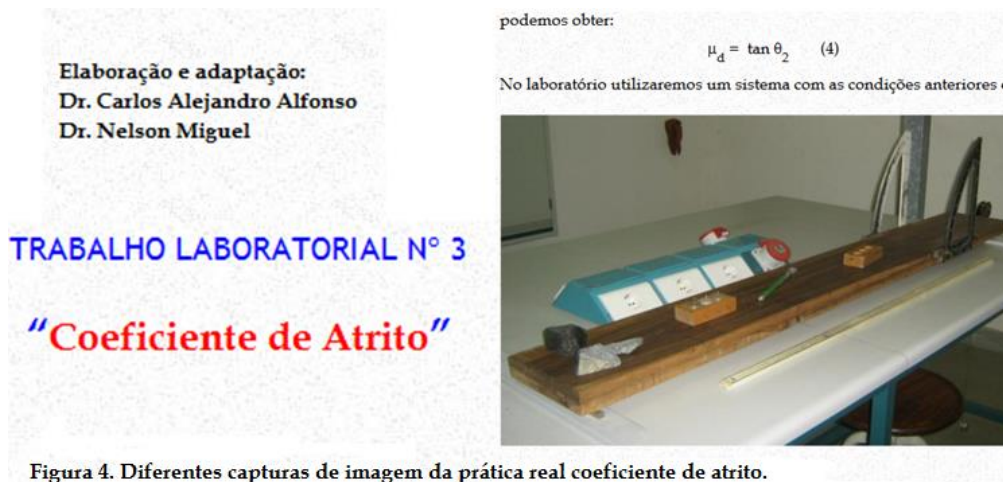 Elaboração e adaptação:
Dr. Carlos Alejandro Alfonso
Dr. Nelson Miguel
TRABALHO LABORATORIAL N° 3
“Coeficiente de Atrito”
podemos obter:
μd = tan θ2 (4)
No laboratório utilizaremos um sistema com as condições anteriores
Figura 4. Diferentes capturas de imagem da prática real coeficiente de atrito.